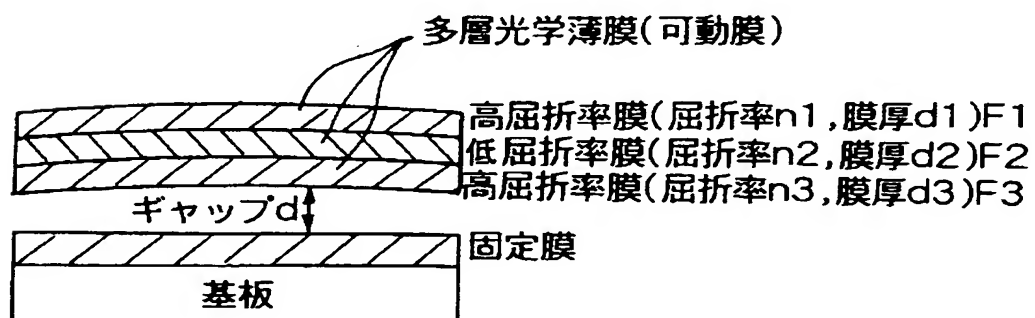 多層光学薄膜(可動膜)
高屈折率膜(屈折率n1,膜厚d1)F1
低屈折率膜(屈折率n2,膜厚d2)F2
高屈折率膜(屈折率n3,膜厚d3)F3
ギャップd
固定膜
基板